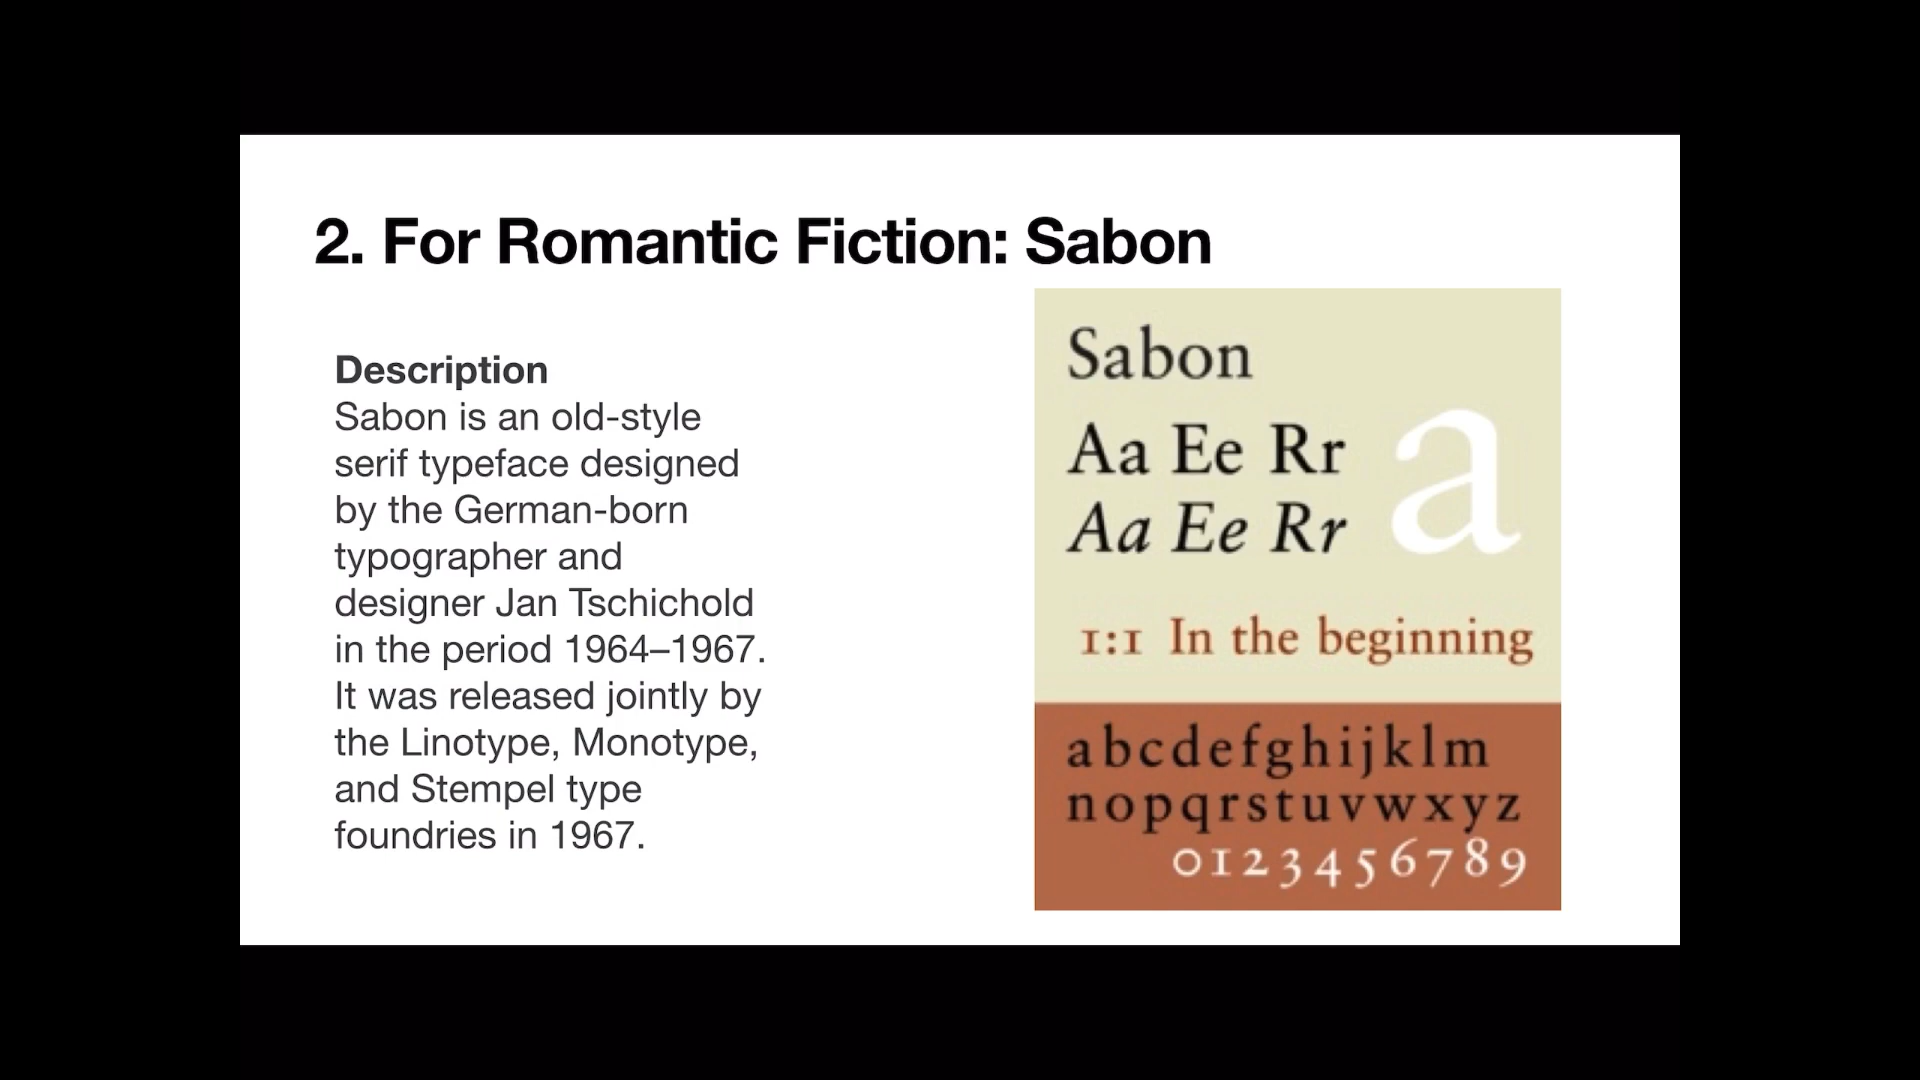 2. For Romantic Fiction: Sabon
Description
Sabon is an old-style
serif typeface designed
by the German-born
typographer and
designer Jan Tschichold
in the period 1964–1967.
It was released jointly by
the Linotype, Monotype,
and Stempel type
foundries in 1967.
Sabon
Aa Ee Rr
Aa Ee Rr
a
1:1 In the beginning
abcdefghijklm
nopqrstuvwxyz
0123456789